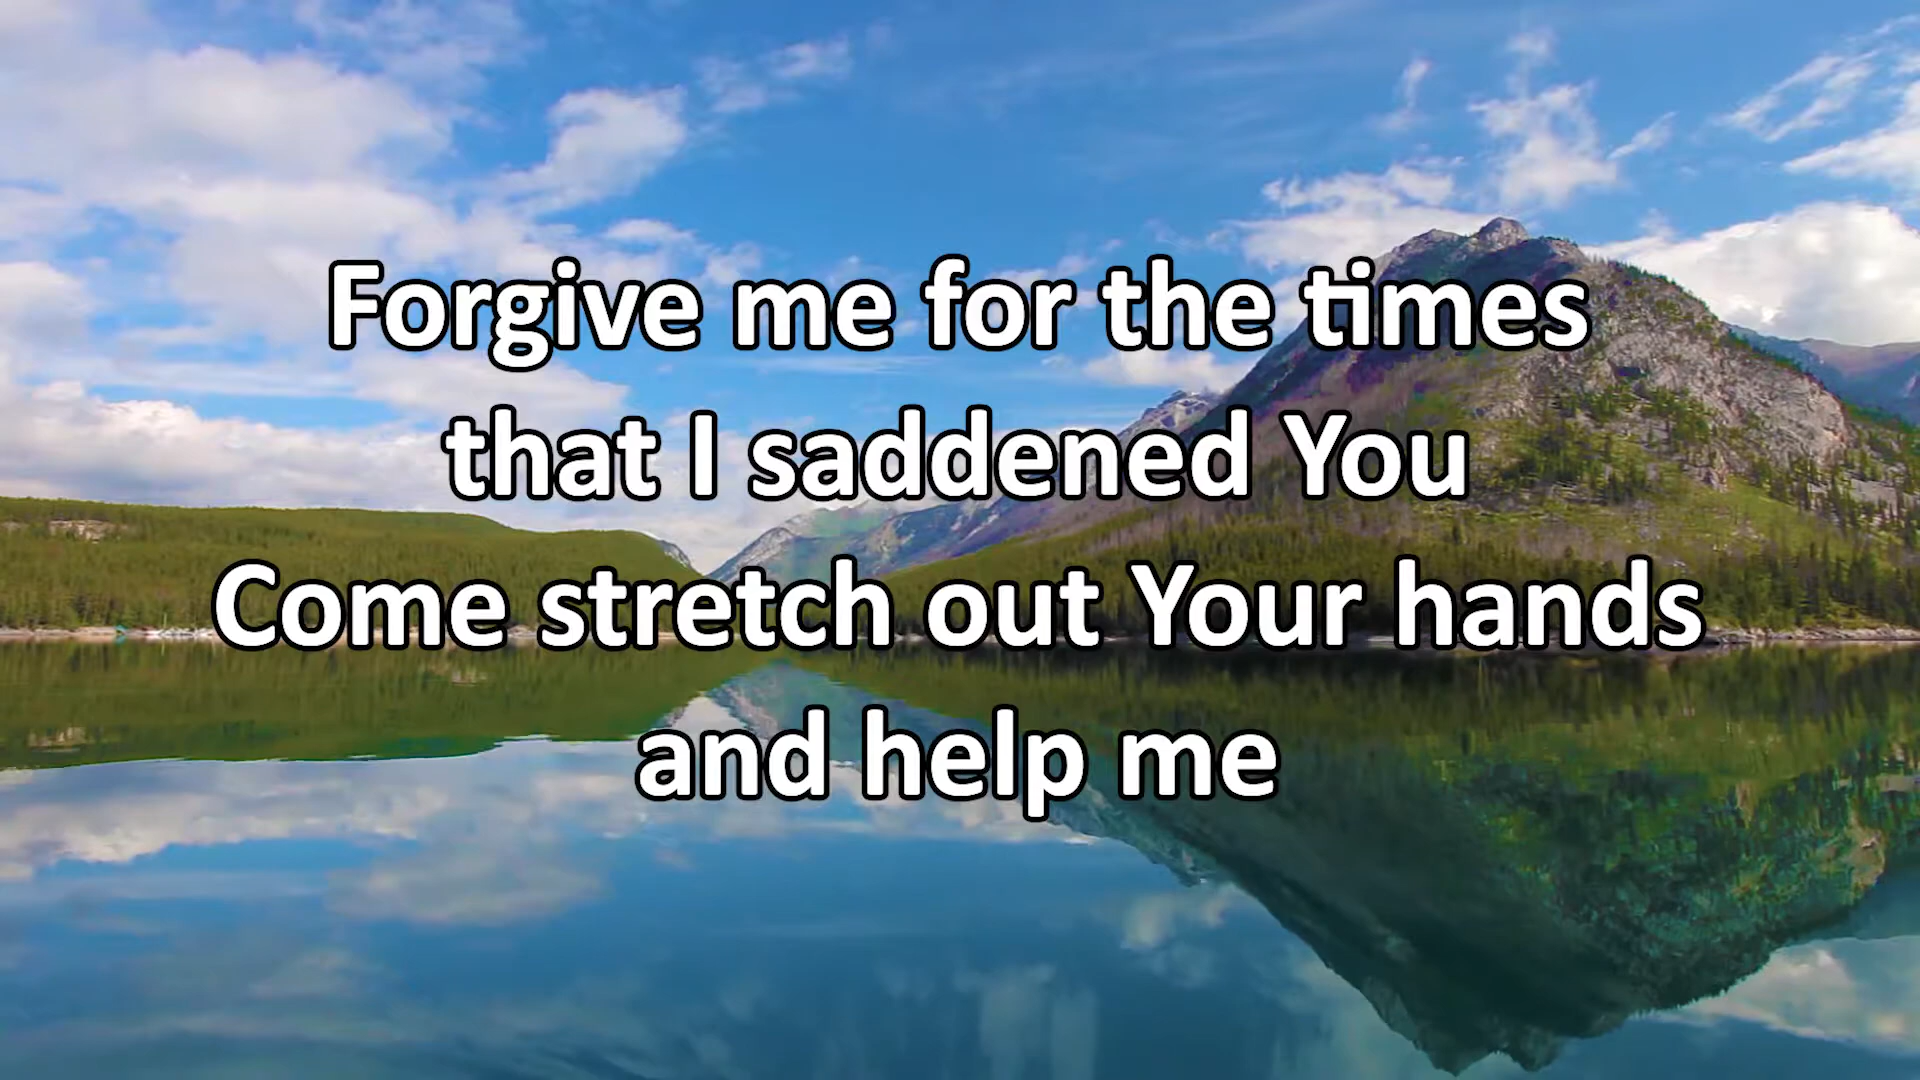 Forgive me for the times
that I saddened You
Come stretch out Your hands
and help me